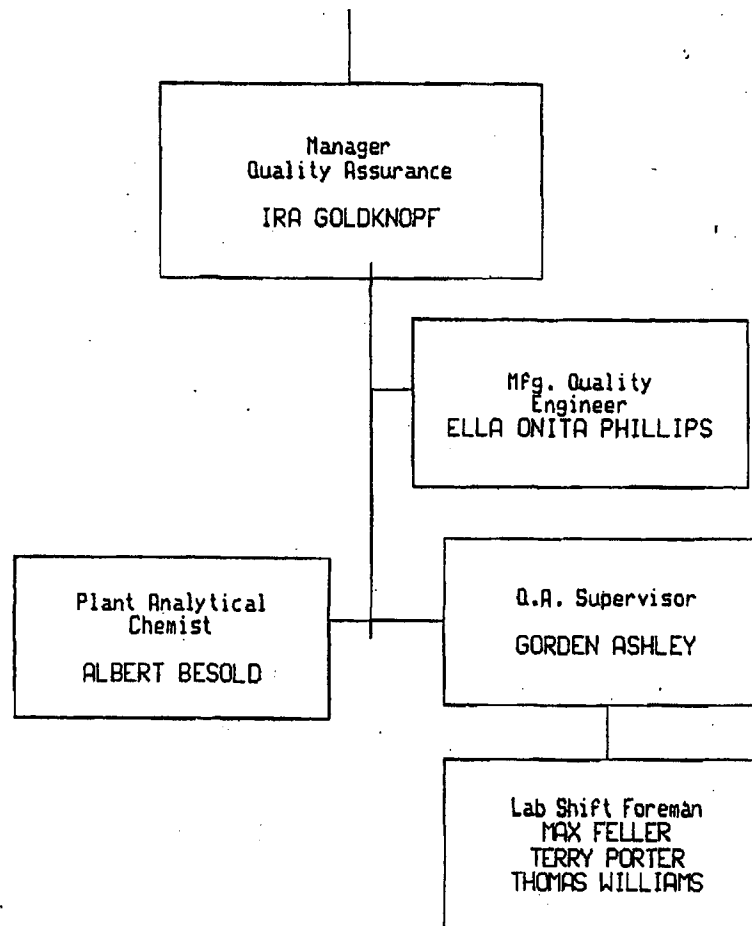 Manager
Quality Assurance
IRA GOLDKNOPF
Mfg. Quality
Engineer
ELLA ONITA PHILLIPS
Plant Analytical
Chemist
ALBERT BESOLD
Q.A. Supervisor
GORDEN ASHLEY
Lab Shift Foreman
MAX FELLER
TERRY PORTER
THOMAS WILLIAMS